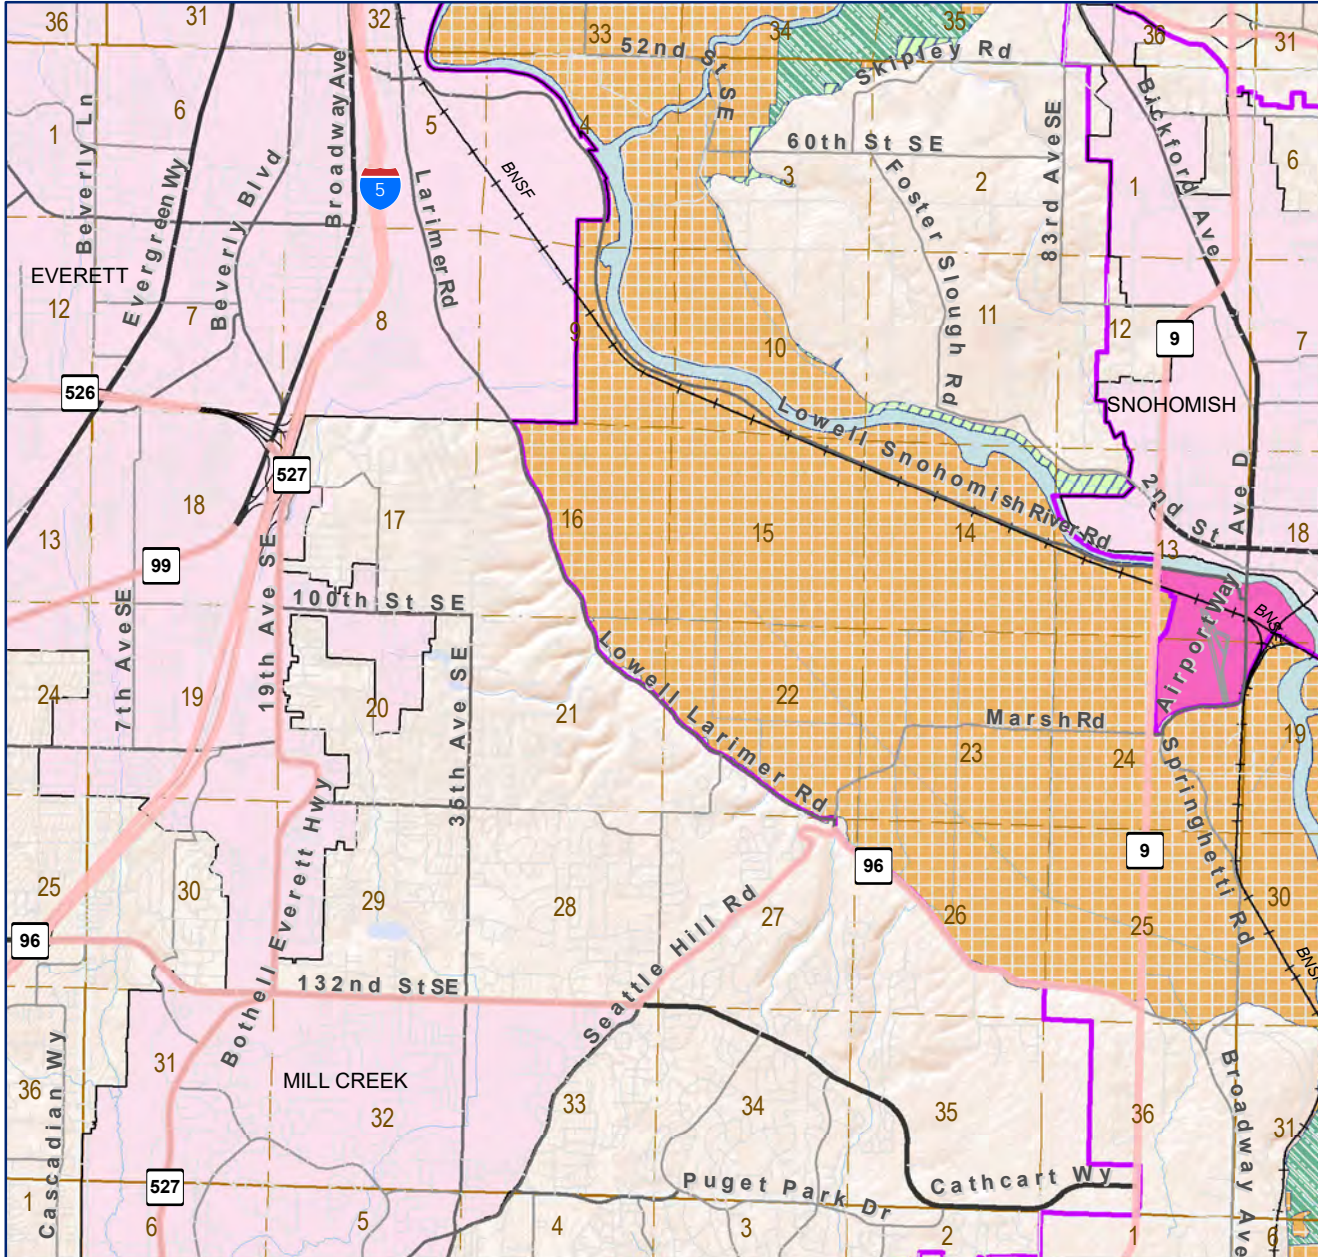 36
31
32
33
34
35
36
31
52nd St SE
Skipley Rd
Beverly Ln
6
Broadway Ave
5
4
Bickford Ave
1
60th St SE
83rd Ave SE
6
BNSF
3
2
1
Evergreen Wy
Beverly Blvd
5
Larimer Rd
Foster Slough Rd
EVERETT
12
7
8
9
10
11
12
9
7
526
SNOHOMISH
Lowell Snohomish River Rd
527
2nd St
Ave D
18
17
16
15
14
13
18
13
99
19th Ave SE
100th St SE
7th Ave SE
Airport Way
BNS
24
19
20
35th Ave SE
21
Lowell Larimer Rd
22
Marsh Rd
23
24
19
Springhetti Rd
Bothell Everett Hwy
96
9
25
30
29
28
Seattle Hill Rd
27
26
25
30
96
BNSF
132nd St SE
Cascadian Wy
36
31
MILL CREEK
32
33
34
35
36
31
Broadway Ave
527
Puget Park Dr
Cathcart Wy
1
6
5
4
3
2
1
6